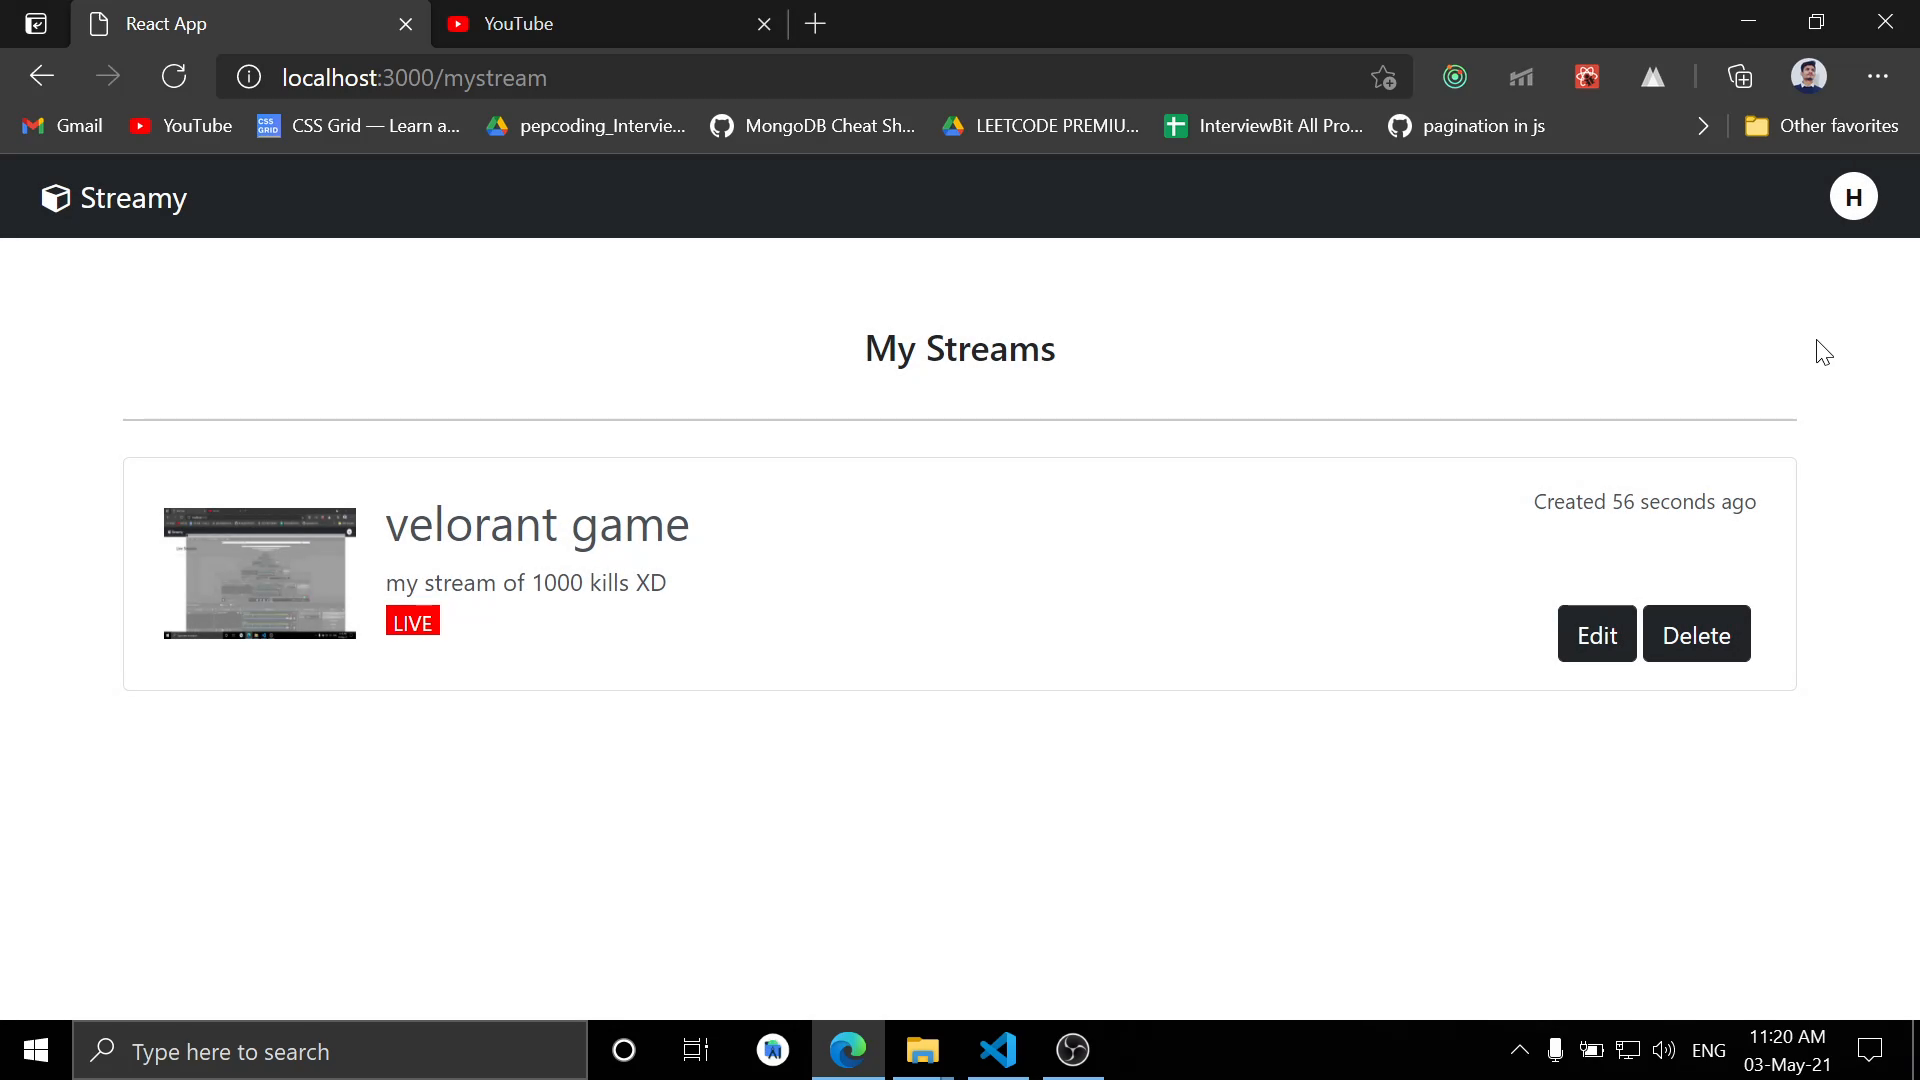 React App
YouTube
localhost:3000/mystream
Gmail
YouTube
CSS GRID
CSS Grid — Learn a...
pepcoding_Intervie...
MongoDB Cheat Sh...
LEETCODE PREMIU...
InterviewBit All Pro...
pagination in js
Other favorites
Streamy
H
My Streams
velorant game
Created 56 seconds ago
my stream of 1000 kills XD
LIVE
Edit
Delete
Type here to search
ENG
11:20 AM
03-May-21